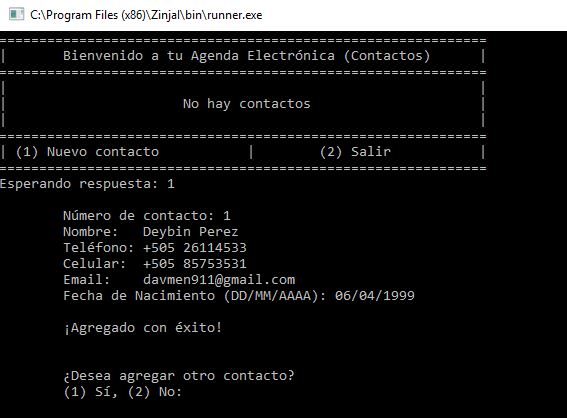 C:\Program Files (x86)\Zinjal\bin\runner.exe
=============================================================
|       Bienvenido a tu Agenda Electrónica (Contactos)      |
=============================================================
|                                                           |
|                      No hay contactos                     |
|                                                           |
=============================================================
| (1) Nuevo contacto           |        (2) Salir           |
=============================================================
Esperando respuesta: 1
Número de contacto: 1
Nombre:   Deybin Perez
Teléfono: +505 26114533
Celular:  +505 85753531
Email:    davmen911@gmail.com
Fecha de Nacimiento (DD/MM/AAAA): 06/04/1999
¡Agregado con éxito!
¿Desea agregar otro contacto?
(1) Sí, (2) No: